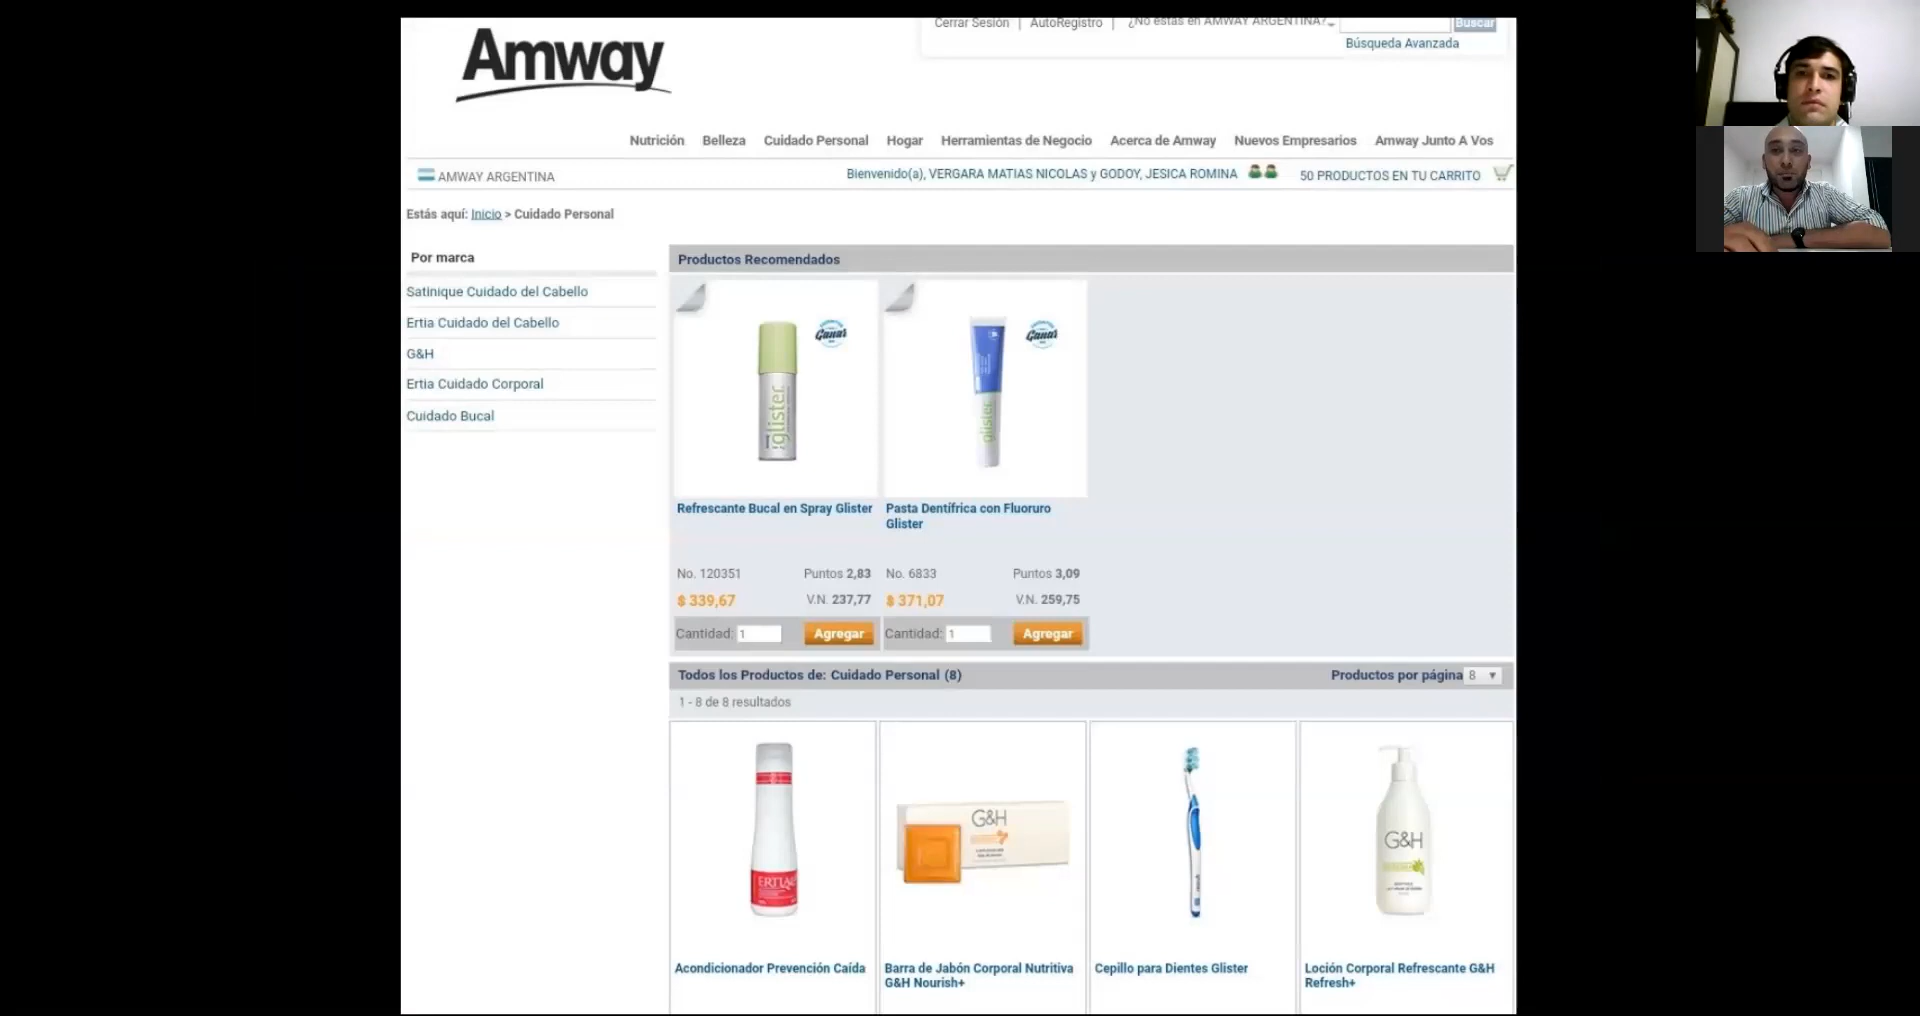 Cerrar Sesión | AutoRegistro | ¿No estás en AMWAY ARGENTINA?
Buscar
Búsqueda Avanzada
Amway
Nutrición Belleza Cuidado Personal Hogar Herramientas de Negocio Acerca de Amway Nuevos Empresarios Amway Junto A Vos
AMWAY ARGENTINA
Bienvenido(a), VERGARA MATIAS NICOLAS y GODOY, JESICA ROMINA
50 PRODUCTOS EN TU CARRITO
Estás aquí: Inicio > Cuidado Personal
Por marca
Satinique Cuidado del Cabello
Ertia Cuidado del Cabello
G&H
Ertia Cuidado Corporal
Cuidado Bucal
Productos Recomendados
Ganar
glister
Refrescante Bucal en Spray Glister
No. 120351 Puntos 2,83
$ 339,67 V.N. 237,77
Cantidad: 1 Agregar
Ganar
glister
Pasta Dentífrica con Fluoruro
Glister
No. 6833 Puntos 3,09
$ 371,07 V.N. 259,75
Cantidad: 1 Agregar
Todos los Productos de: Cuidado Personal (8)
Productos por página 8
1 - 8 de 8 resultados
ERTIA
Acondicionador Prevención Caída
G&H
Barra de Jabón Corporal Nutritiva
G&H Nourish+
Cepillo para Dientes Glister
G&H
Loción Corporal Refrescante G&H
Refresh+